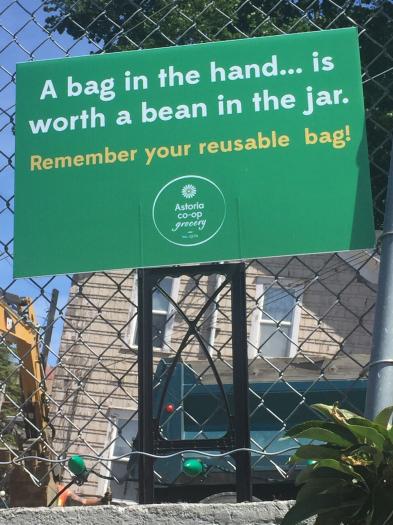 A bag in the hand... is
worth a bean in the jar.
Remember your reusable bag!
Astoria
co-op
grocery